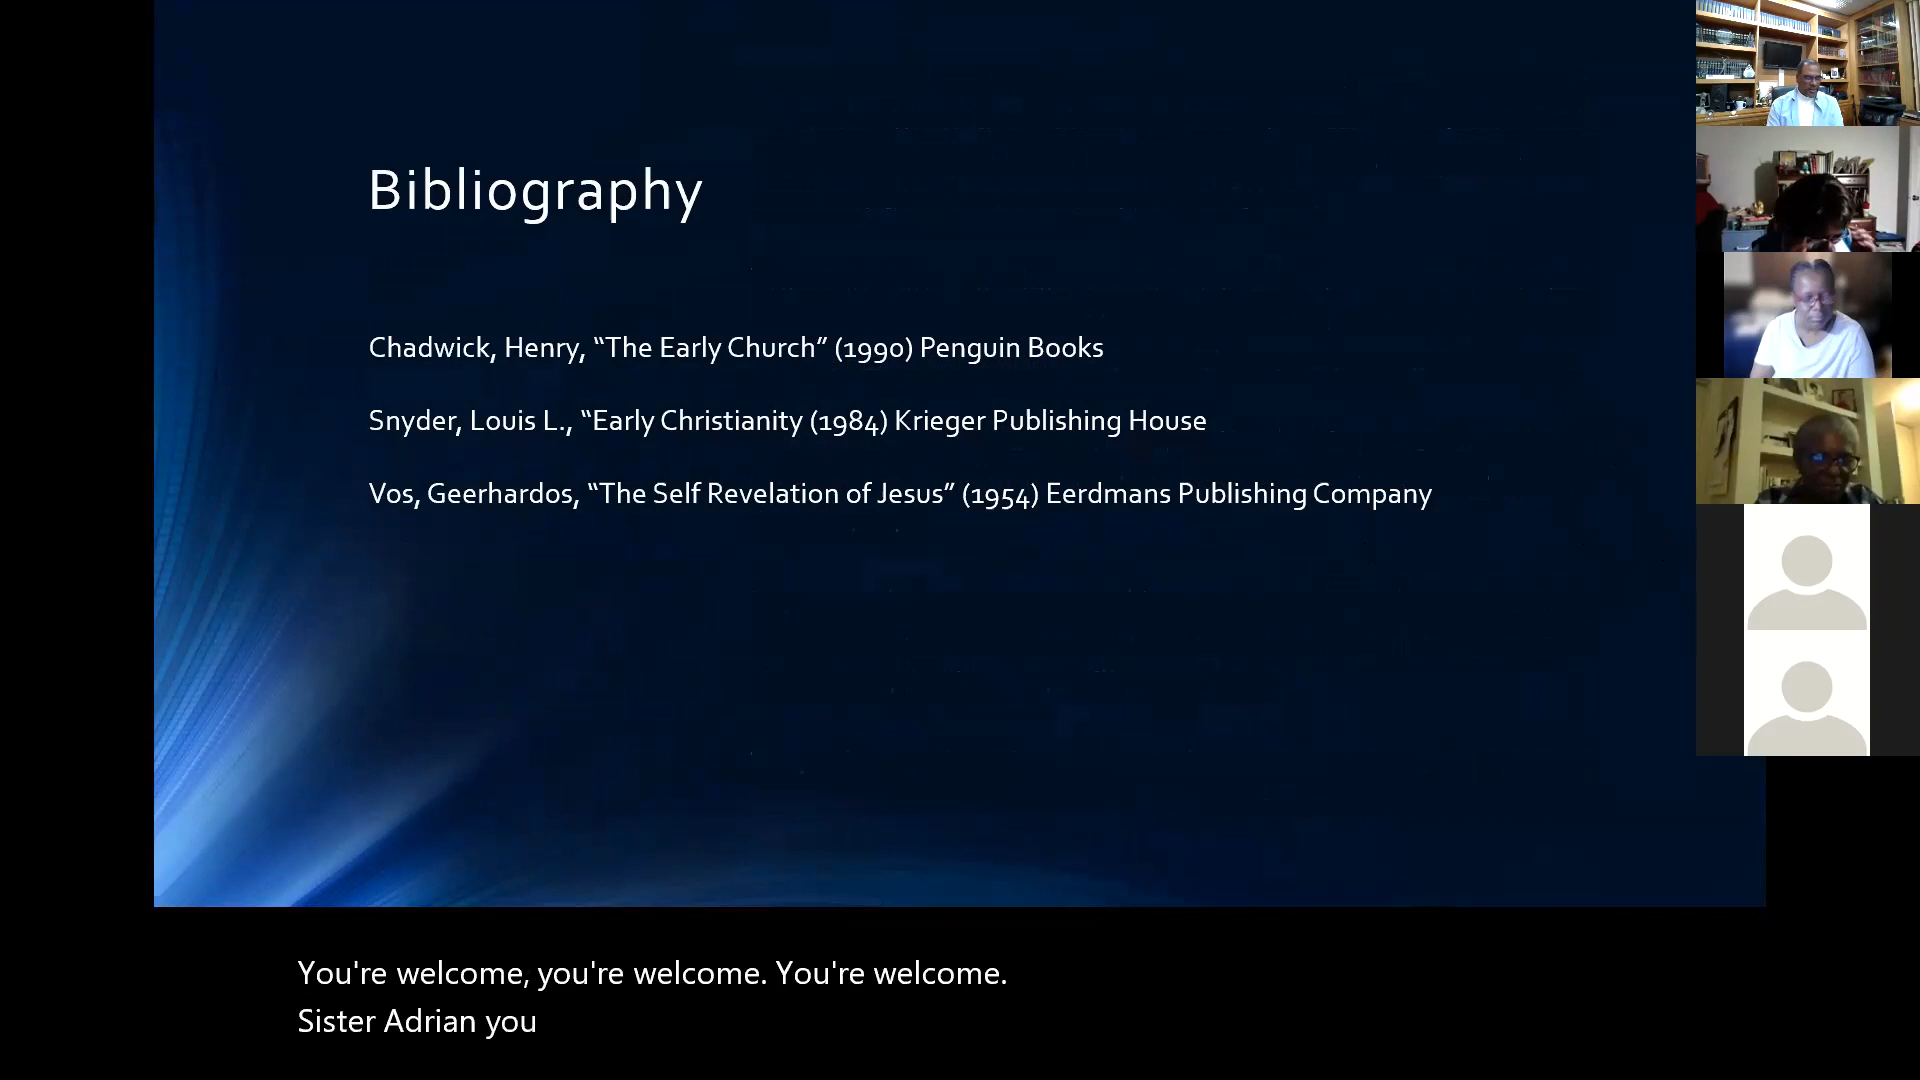 Bibliography
Chadwick, Henry, “The Early Church” (1990) Penguin Books
Snyder, Louis L., “Early Christianity (1984) Krieger Publishing House
Vos, Geerhardos, “The Self Revelation of Jesus” (1954) Eerdmans Publishing Company
You're welcome, you're welcome. You're welcome.
Sister Adrian you